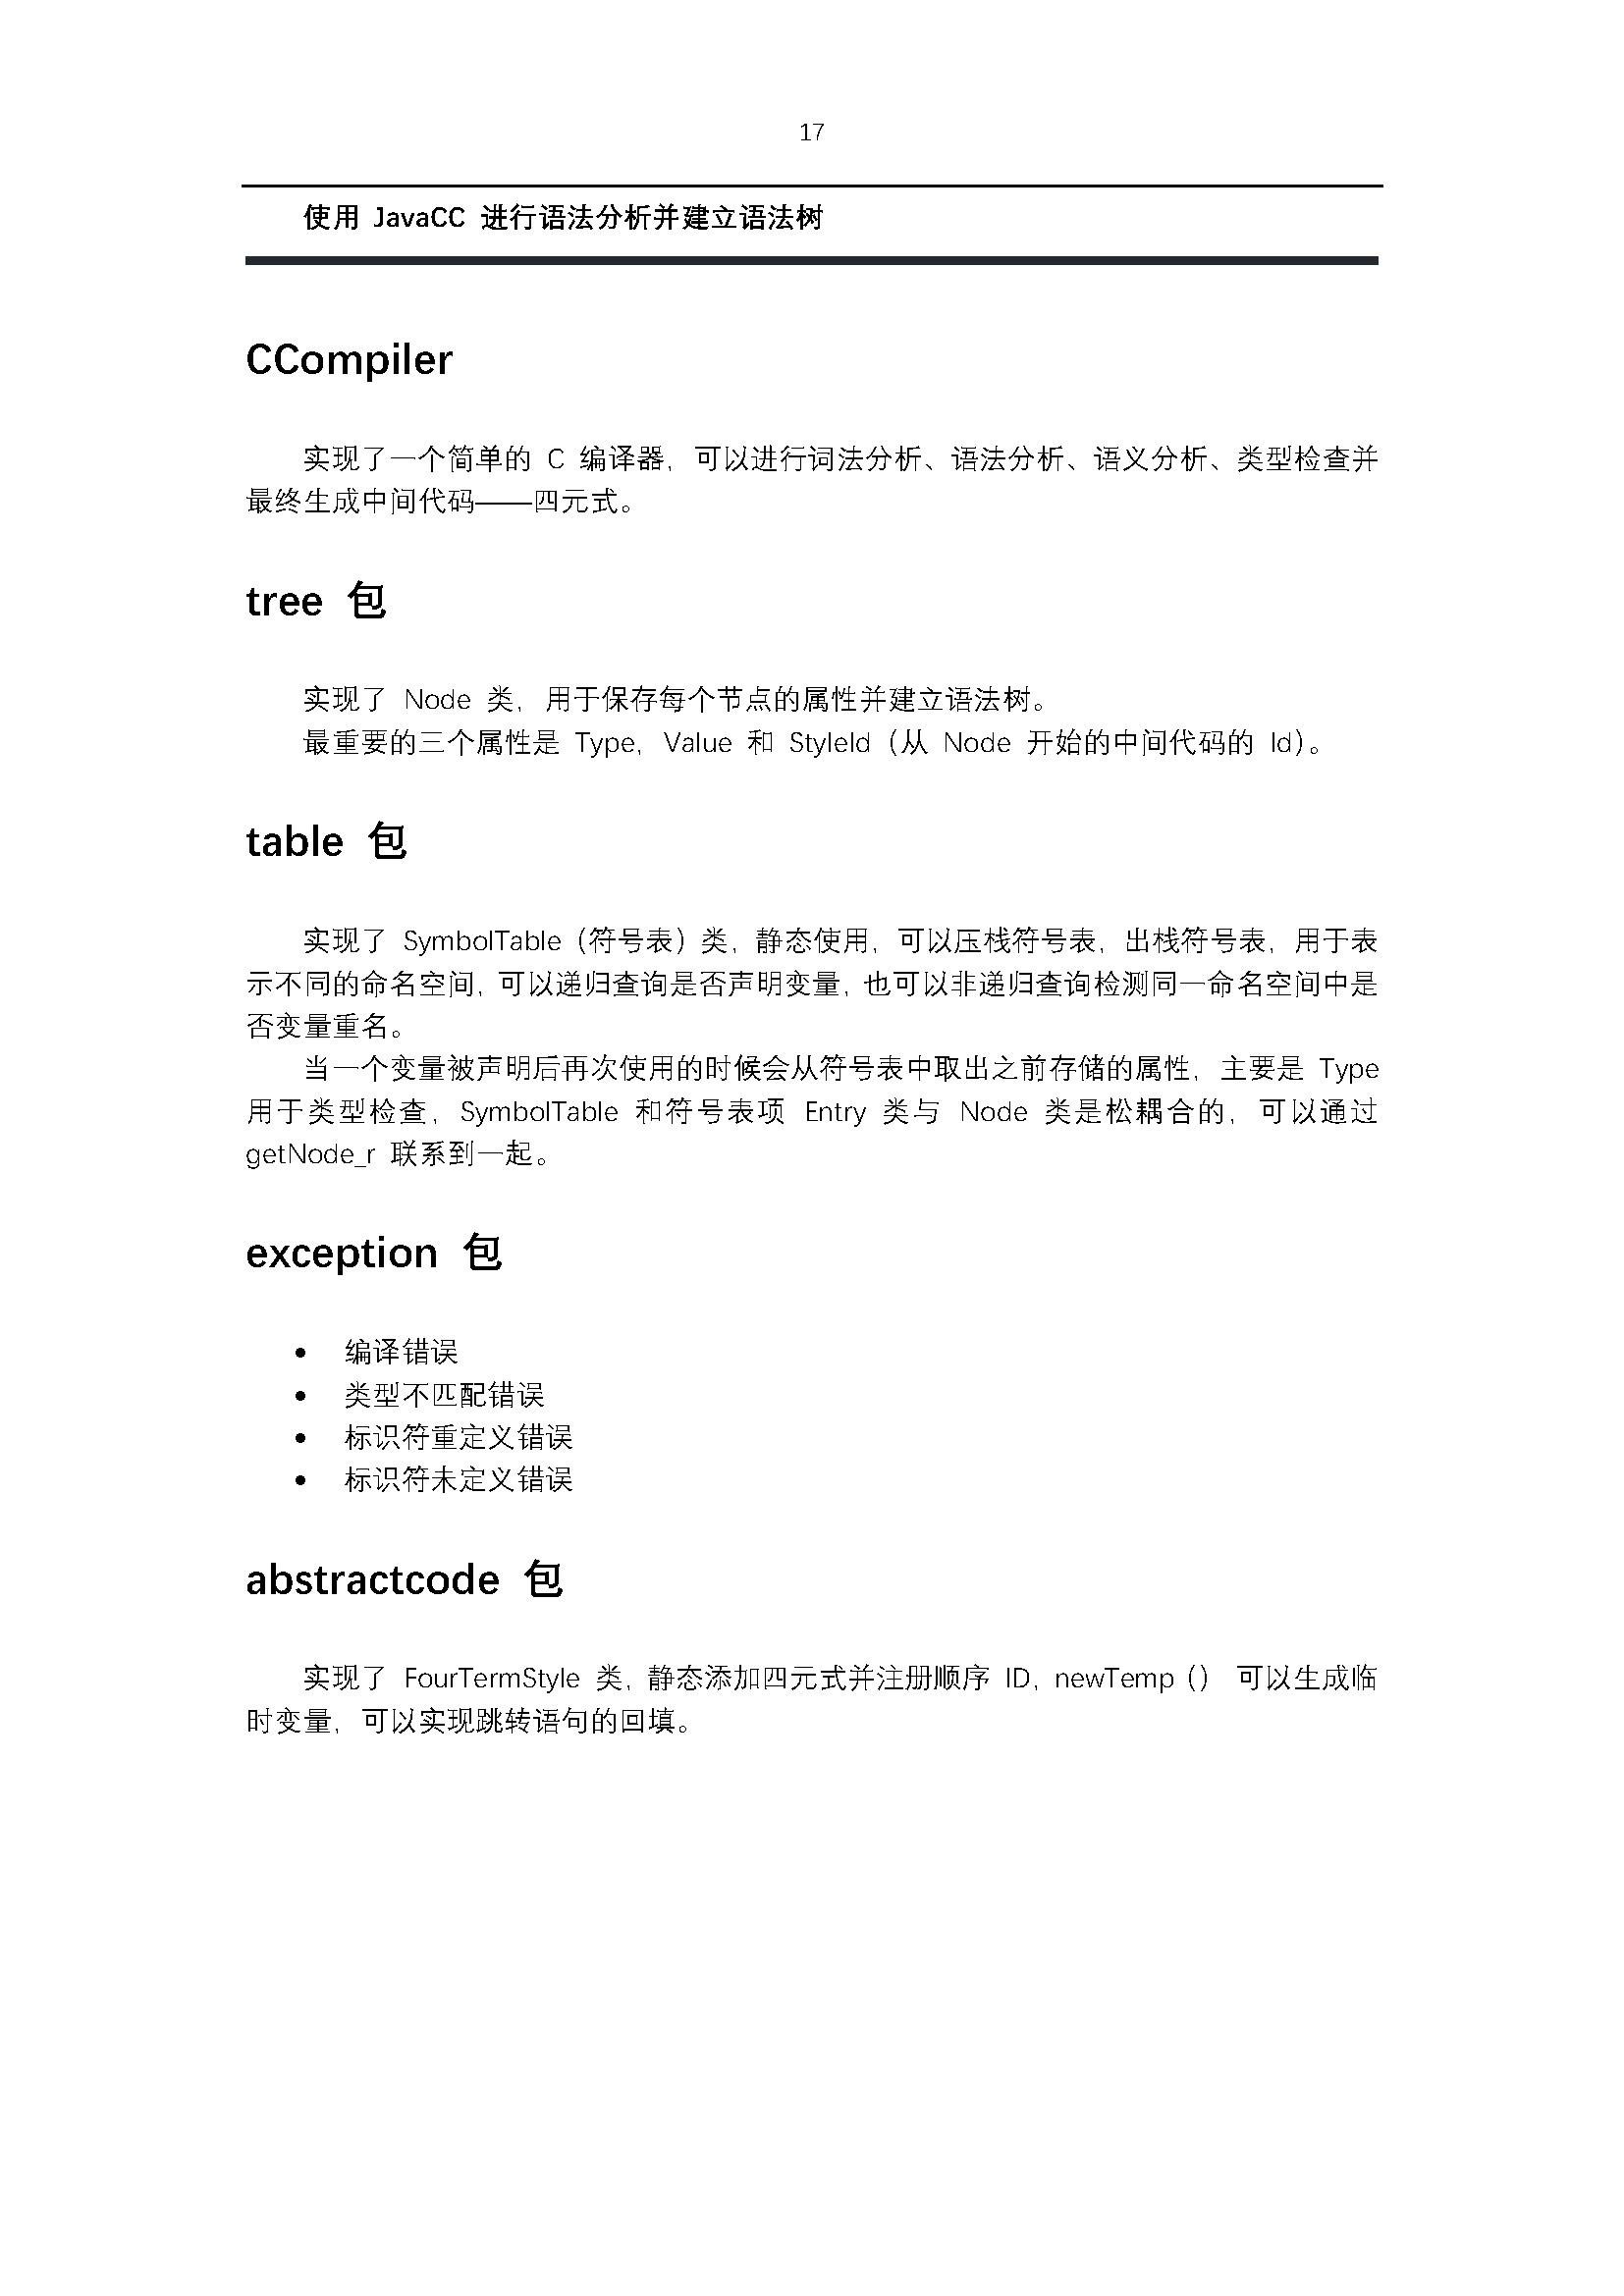 17
使用 JavaCC 进行语法分析并建立语法树
CCompiler
实现了一个简单的 C 编译器，可以进行词法分析、语法分析、语义分析、类型检查并
最终生成中间代码——四元式。
tree 包
实现了 Node 类，用于保存每个节点的属性并建立语法树。
最重要的三个属性是 Type，Value 和 StyleId（从 Node 开始的中间代码的 Id）。
table 包
实现了 SymbolTable（符号表）类，静态使用，可以压栈符号表，出栈符号表，用于表
示不同的命名空间，可以递归查询是否声明变量，也可以非递归查询检测同一命名空间中是
否变量重名。
当一个变量被声明后再次使用的时候会从符号表中取出之前存储的属性，主要是 Type
用于类型检查，SymbolTable 和符号表项 Entry 类与 Node 类是松耦合的，可以通过
getNode_r 联系到一起。
exception 包
• 编译错误
• 类型不匹配错误
• 标识符重定义错误
• 标识符未定义错误
abstractcode 包
实现了 FourTermStyle 类，静态添加四元式并注册顺序 ID，newTemp（） 可以生成临
时变量，可以实现跳转语句的回填。